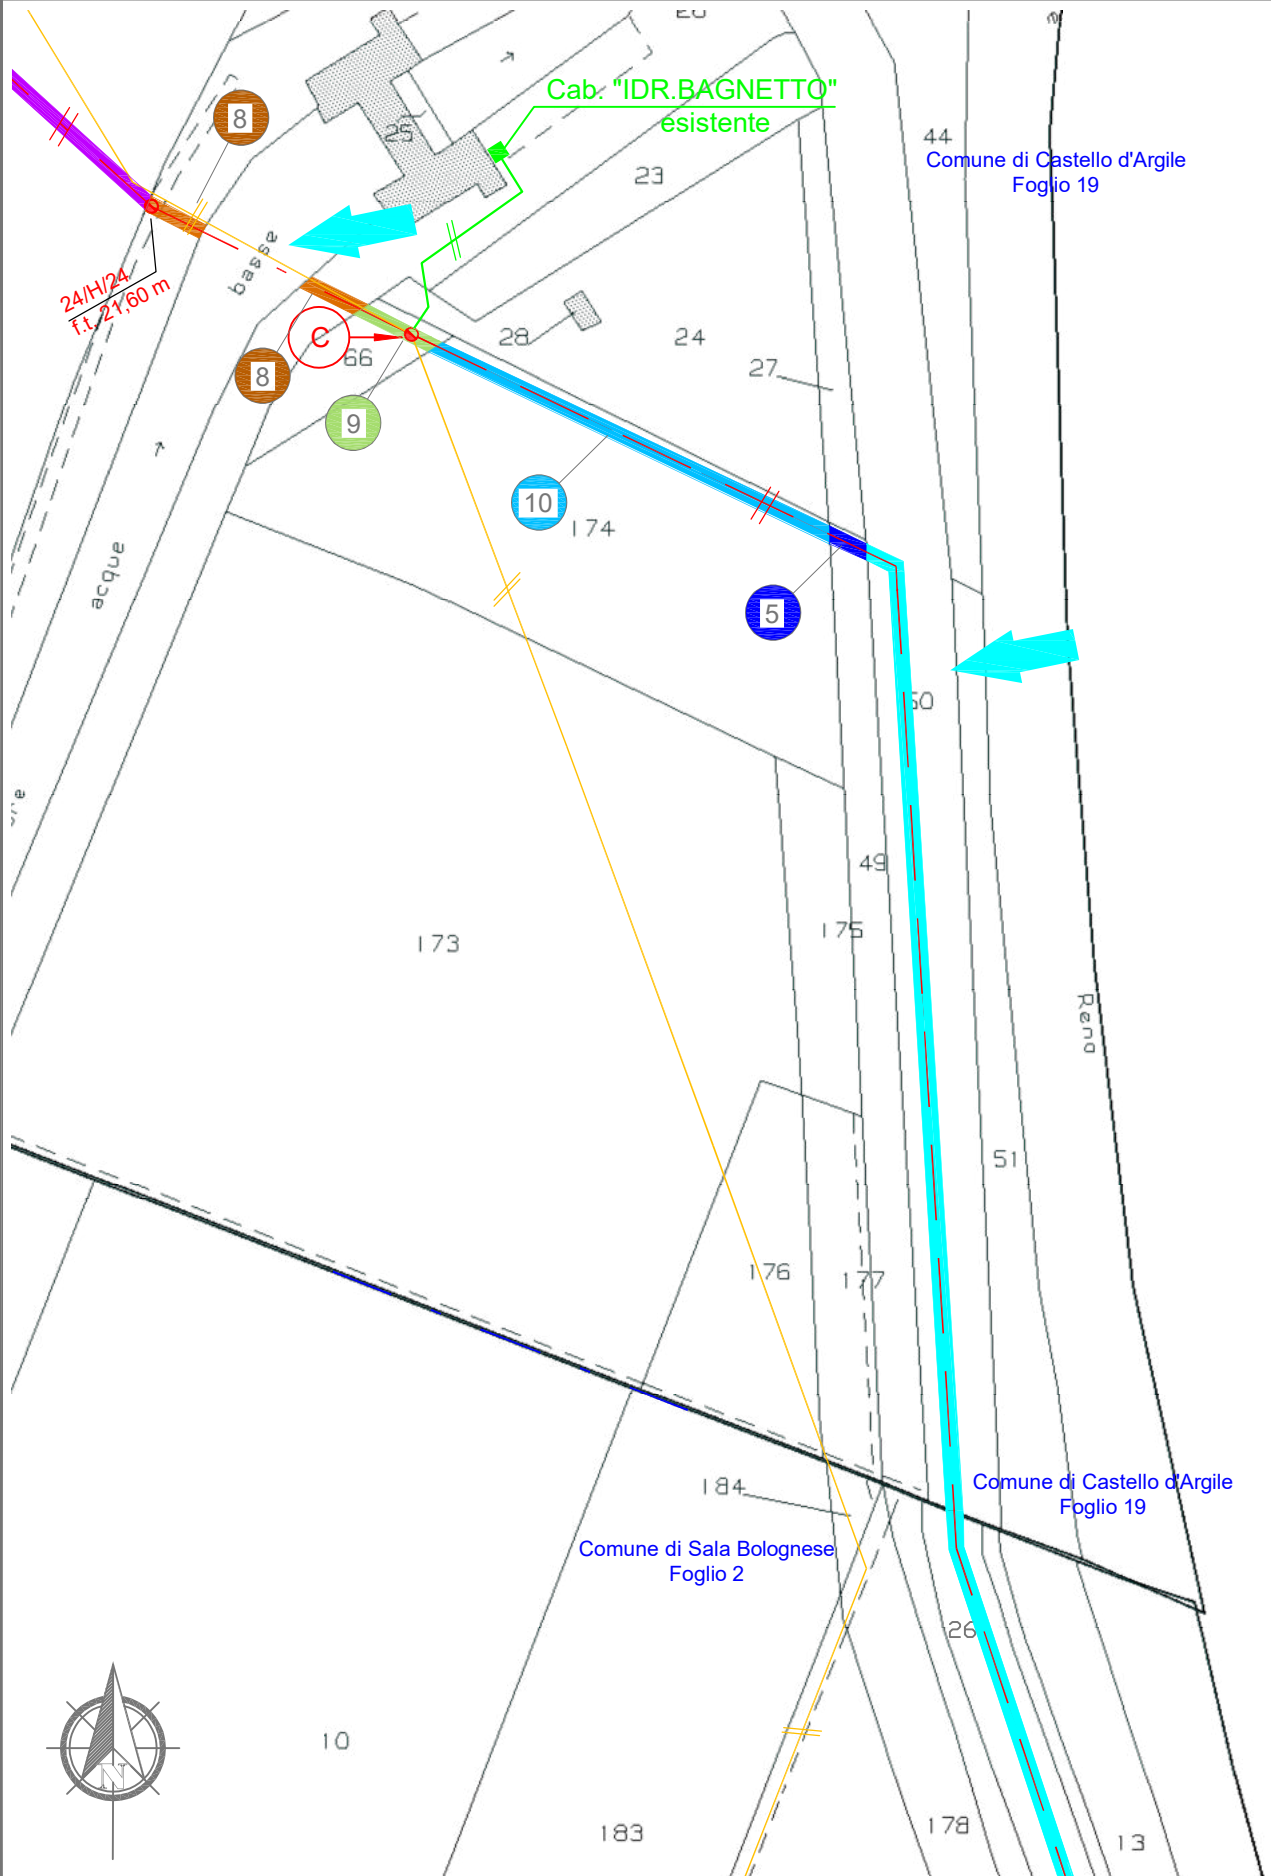 8
Cab. "IDR.BAGNETTO"
esistente
25
44
Comune di Castello d'Argile
Foglio 19
23
basse
24/H/24
f.t. 21,60 m
C
66
28
24
27
8
9
10
174
acque
5
50
49
173
175
Reno
51
176
177
184
Comune di Castello d'Argile
Foglio 19
Comune di Sala Bolognese
Foglio 2
26
10
N
183
178
13